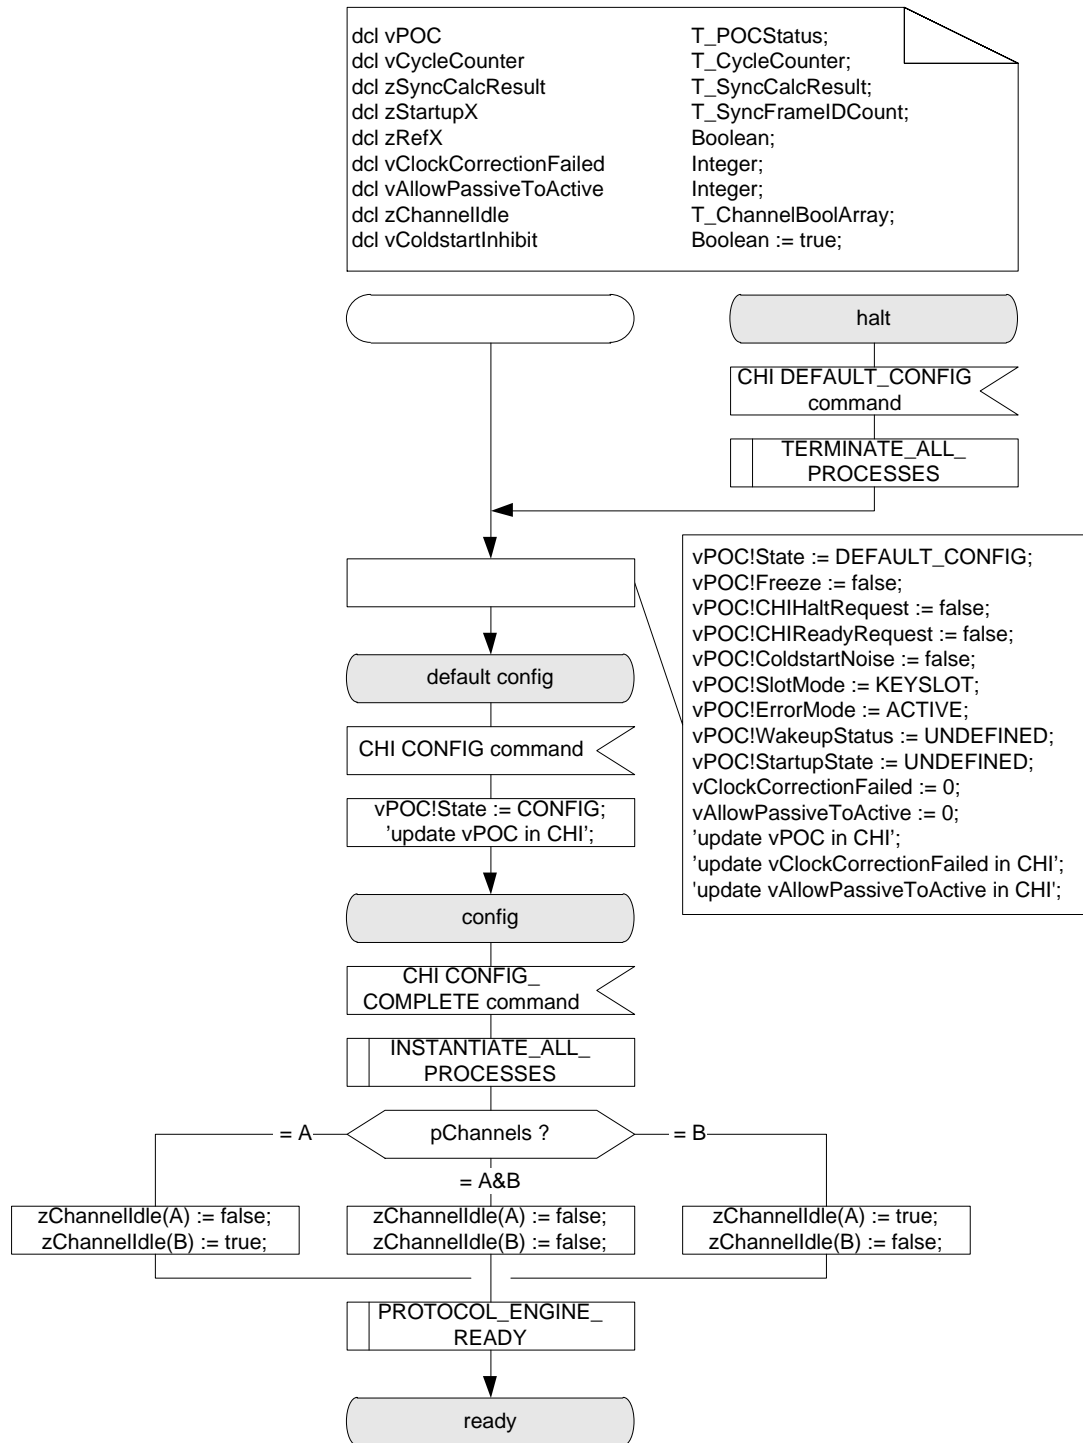 dcl vPOC T_POCStatus;
dcl vCycleCounter T_CycleCounter;
dcl zSyncCalcResult T_SyncCalcResult;
dcl zStartupX T_SyncFrameIDCount;
dcl zRefX Boolean;
dcl vClockCorrectionFailed Integer;
dcl vAllowPassiveToActive Integer;
dcl zChannelIdle T_ChannelBoolArray;
dcl vColdstartInhibit Boolean := true;
halt
CHI DEFAULT_CONFIG
command
TERMINATE_ALL_
PROCESSES
vPOC!State := DEFAULT_CONFIG;
vPOC!Freeze := false;
vPOC!CHIHaltRequest := false;
vPOC!CHIReadyRequest := false;
vPOC!ColdstartNoise := false;
vPOC!SlotMode := KEYSLOT;
vPOC!ErrorMode := ACTIVE;
vPOC!WakeupStatus := UNDEFINED;
vPOC!StartupState := UNDEFINED;
vClockCorrectionFailed := 0;
vAllowPassiveToActive := 0;
’update vPOC in CHI’;
’update vClockCorrectionFailed in CHI’;
'update vAllowPassiveToActive in CHI';
default config
CHI CONFIG command
vPOC!State := CONFIG;
’update vPOC in CHI’;
config
CHI CONFIG_
COMPLETE command
INSTANTIATE_ALL_
PROCESSES
= A
pChannels ?
= B
= A&B
zChannelIdle(A) := false;
zChannelIdle(B) := true;
zChannelIdle(A) := false;
zChannelIdle(B) := false;
zChannelIdle(A) := true;
zChannelIdle(B) := false;
PROTOCOL_ENGINE_
READY
ready